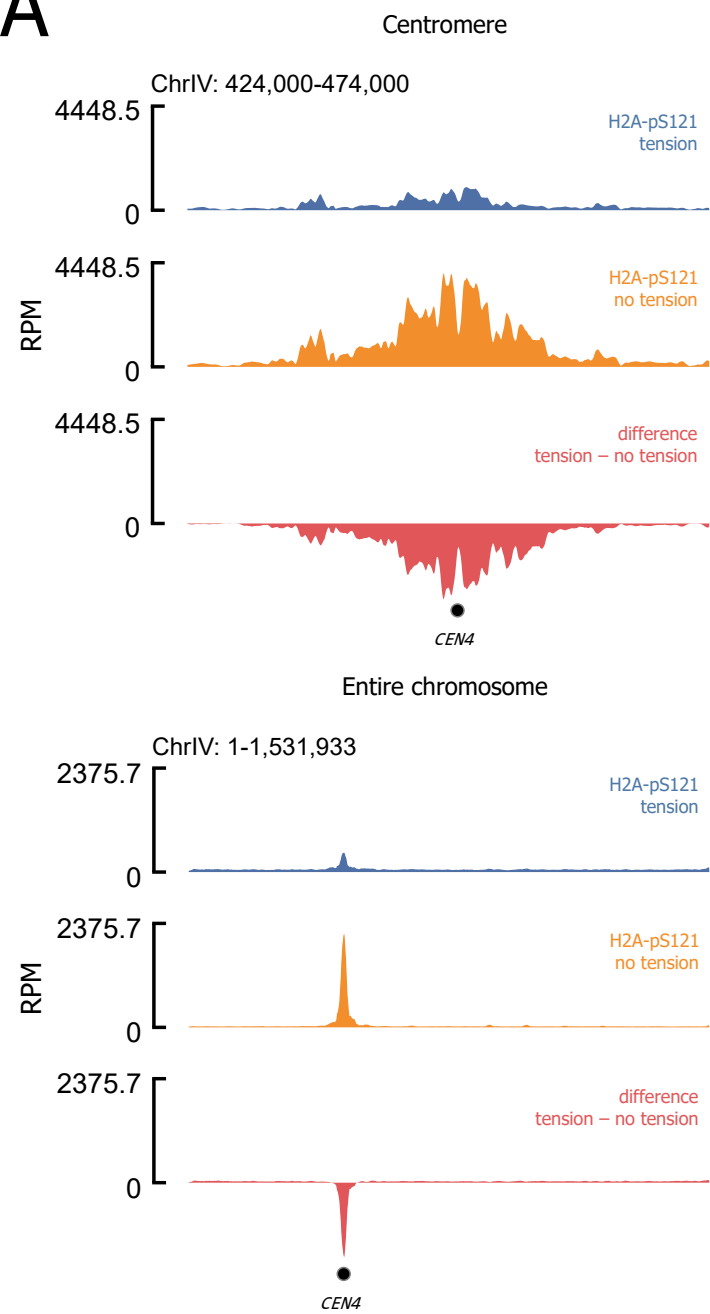 A
Centromere
ChrIV: 424,000-474,000
4448.5
H2A-pS121
tension
0
4448.5
H2A-pS121
no tension
RPM
0
4448.5
difference
tension – no tension
0
CEN4
Entire chromosome
ChrIV: 1-1,531,933
2375.7
H2A-pS121
tension
0
2375.7
H2A-pS121
no tension
RPM
0
2375.7
difference
tension – no tension
0
CEN4